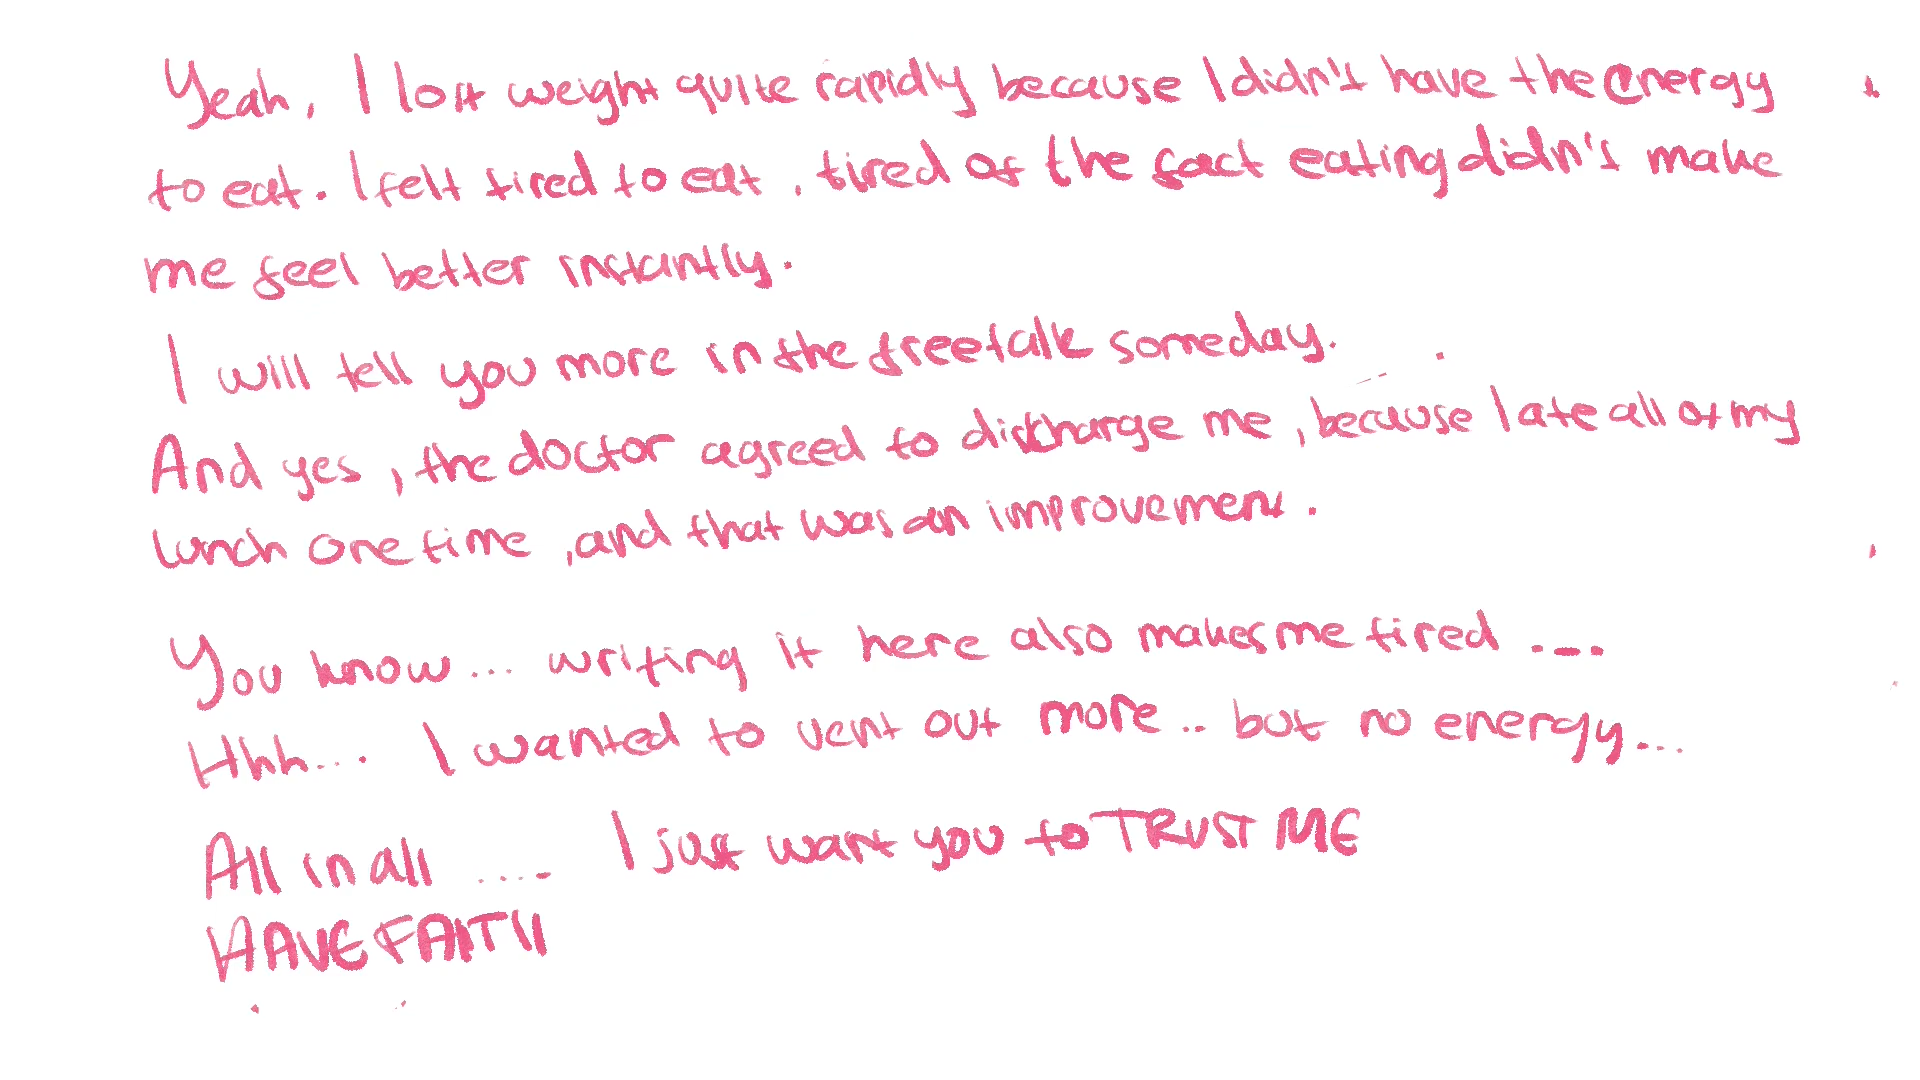 Yeah, I lost weight quite rapidly because I didn't have the energy
to eat. I felt tired to eat, tired of the fact eating didn't make
me feel better instantly.
I will tell you more in the freetalk someday.
And yes, the doctor agreed to discharge me, because I ate all of my
lunch one time, and that was an improvement.
You know... writing it here also makes me tired ....
Hhh... I wanted to vent out more.. but no energy...
All in all .... I just want you to TRUST ME
HAVE FAITH